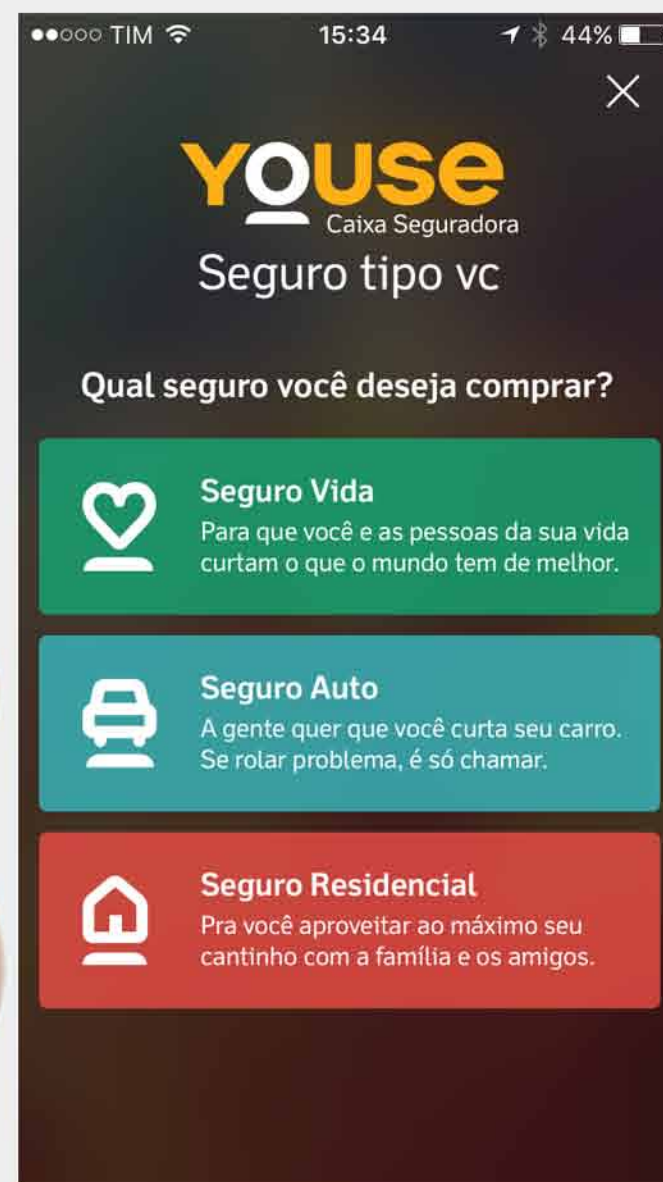 TIM
15:34
44%
YOUSE
Caixa Seguradora
Seguro tipo vc
Qual seguro você deseja comprar?
Seguro Vida
Para que você e as pessoas da sua vida
curtam o que o mundo tem de melhor.
Seguro Auto
A gente quer que você curta seu carro.
Se rolar problema, é só chamar.
Seguro Residencial
Pra você aproveitar ao máximo seu
cantinho com a família e os amigos.